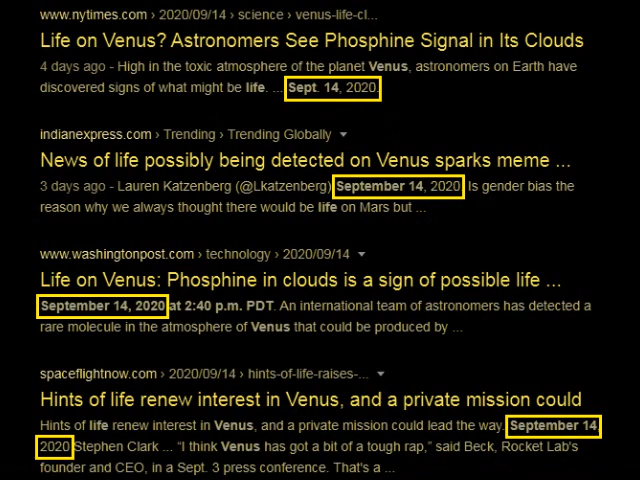 www.nytimes.com › 2020/09/14 › science › venus-life-cl...
Life on Venus? Astronomers See Phosphine Signal in Its Clouds
4 days ago - High in the toxic atmosphere of the planet Venus, astronomers on Earth have
discovered signs of what might be life. ... Sept. 14, 2020.
indianexpress.com › Trending › Trending Globally
News of life possibly being detected on Venus sparks meme ...
3 days ago - Lauren Katzenberg (@Lkatzenberg) September 14, 2020. Is gender bias the
reason why we always thought there would be life on Mars but ...
www.washingtonpost.com › technology › 2020/09/14
Life on Venus: Phosphine in clouds is a sign of possible life ...
September 14, 2020 at 2:40 p.m. PDT. An international team of astronomers has detected a
rare molecule in the atmosphere of Venus that could be produced by ...
spaceflightnow.com › 2020/09/14 › hints-of-life-raises-...
Hints of life renew interest in Venus, and a private mission could
Hints of life renew interest in Venus, and a private mission could lead the way. September 14,
2020 Stephen Clark ... “I think Venus has got a bit of a tough rap,” said Beck, Rocket Lab's
founder and CEO, in a Sept. 3 press conference. That's a ...